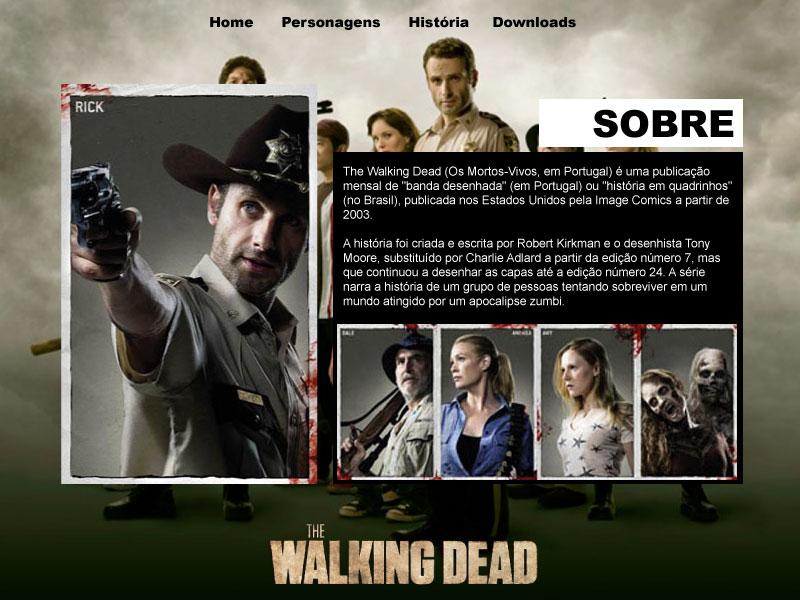 Home Personagens História Downloads
RICK
SOBRE
The Walking Dead (Os Mortos-Vivos, em Portugal) é uma publicação
mensal de "banda desenhada" (em Portugal) ou "história em quadrinhos"
(no Brasil), publicada nos Estados Unidos pela Image Comics a partir de
2003.
A história foi criada e escrita por Robert Kirkman e o desenhista Tony
Moore, substituído por Charlie Adlard a partir da edição número 7, mas
que continuou a desenhar as capas até a edição número 24. A série
narra a história de um grupo de pessoas tentando sobreviver em um
mundo atingido por um apocalipse zumbi.
DALE ANDREA AMY
THE
WALKING DEAD